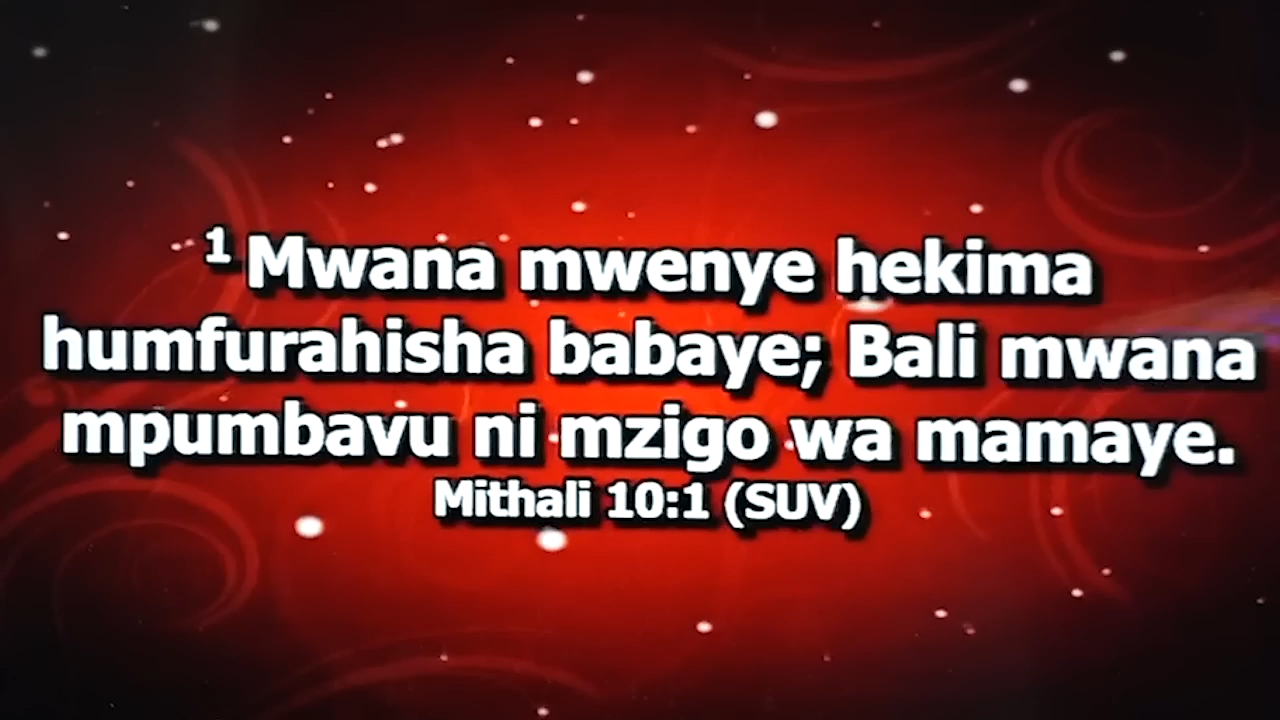 1 Mwana mwenye hekima
humfurahisha babaye; Bali mwana
mpumbavu ni mzigo wa mamaye.
Mithali 10:1 (SUV)